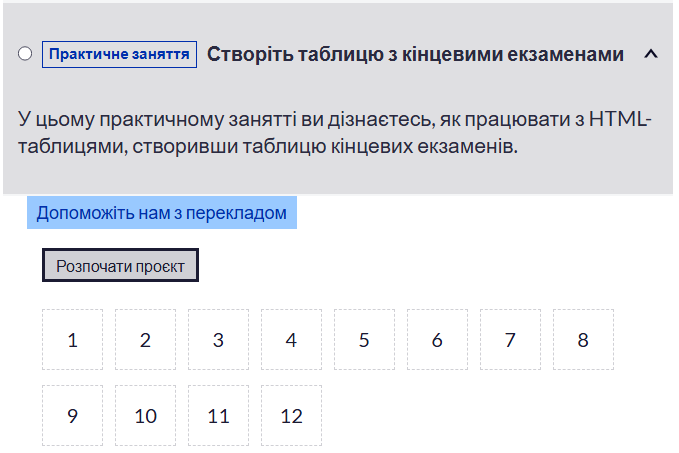 Практичне заняття Створіть таблицю з кінцевими екзаменами
У цьому практичному занятті ви дізнаєтесь, як працювати з HTML-
таблицями, створивши таблицю кінцевих екзаменів.
Допоможіть нам з перекладом
Розпочати проєкт
1 2 3 4 5 6 7 8
9 10 11 12